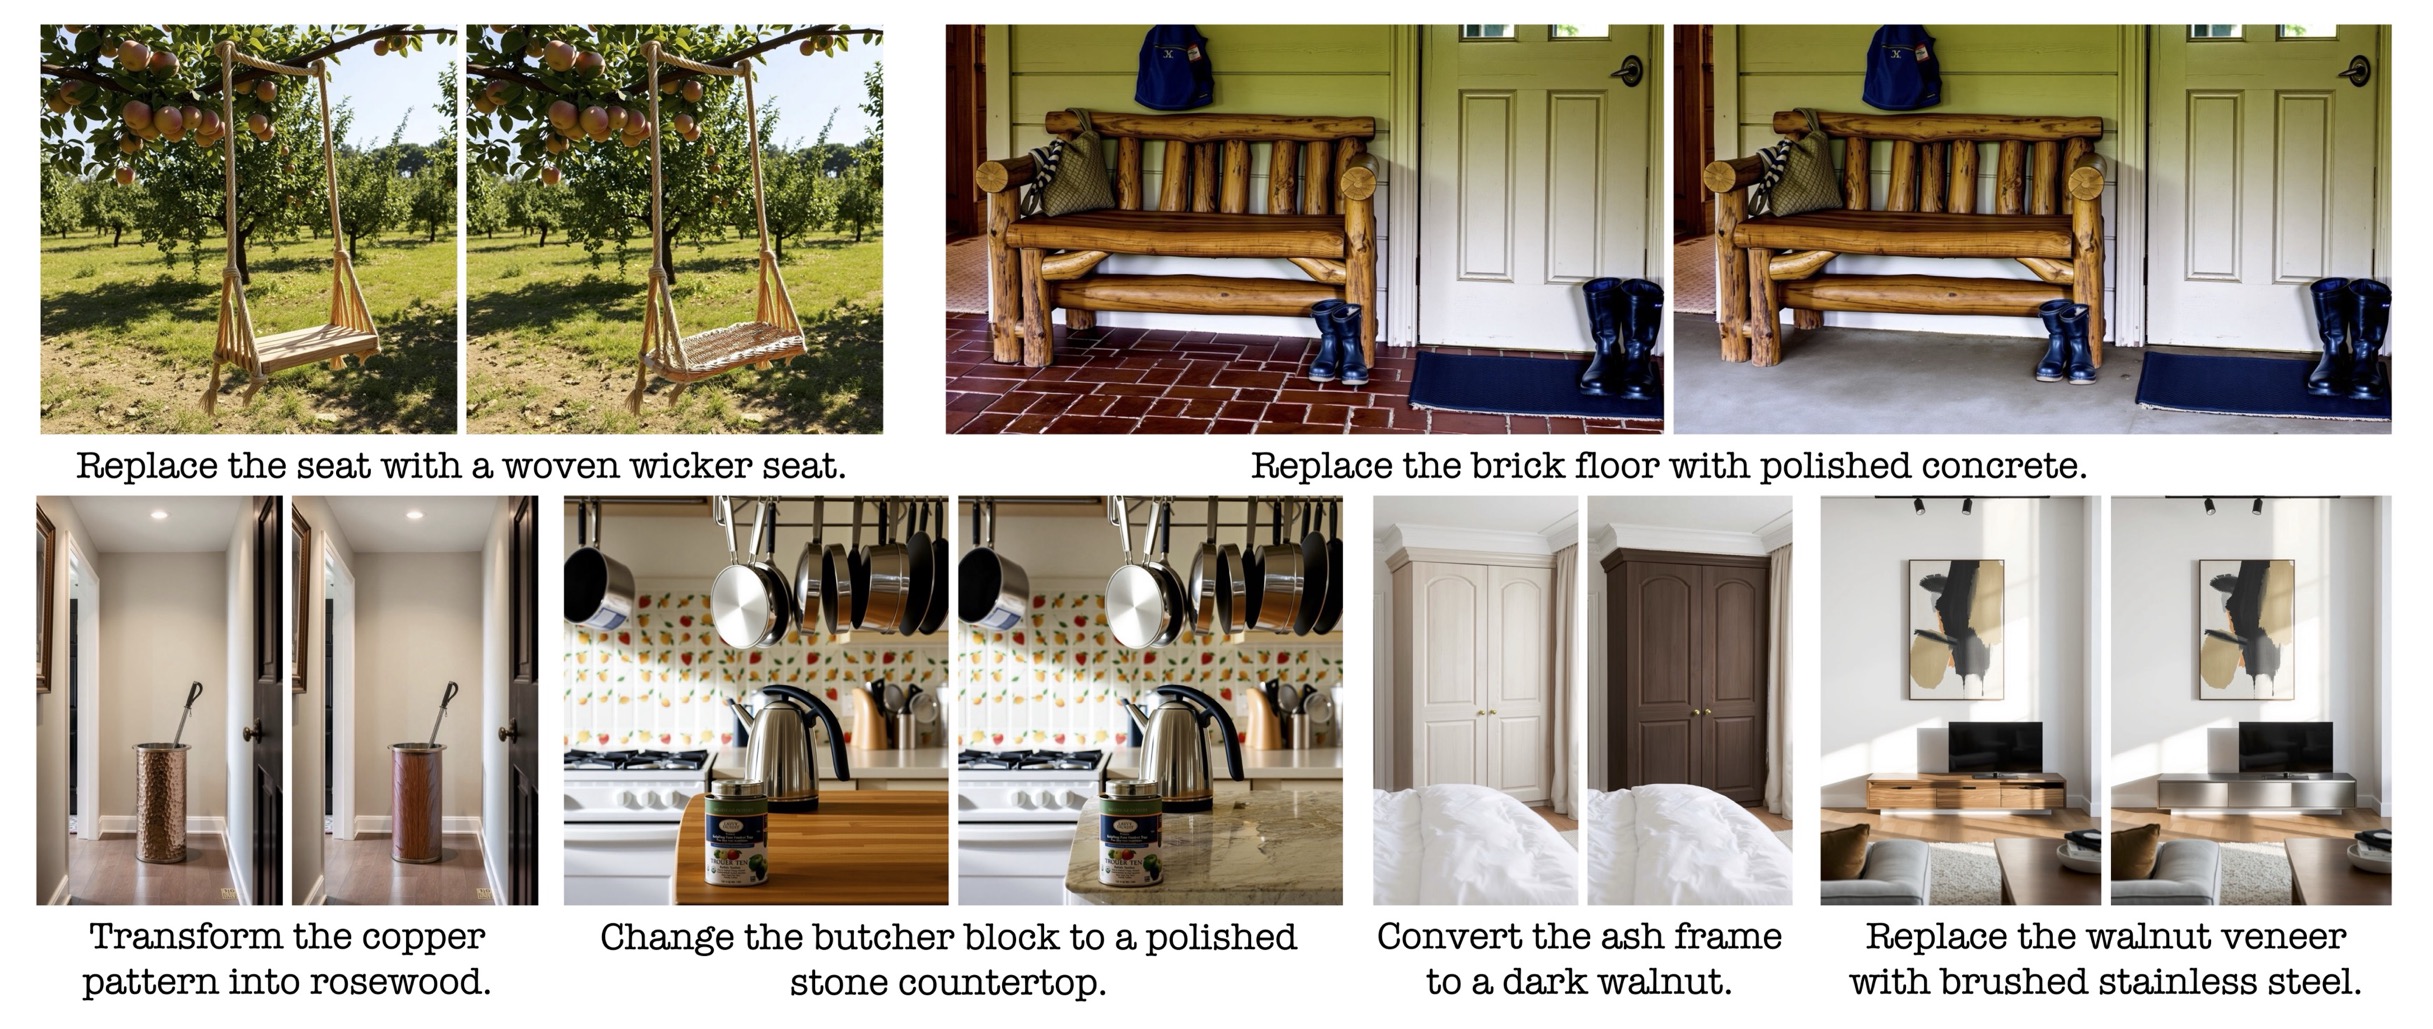 Replace the seat with a woven wicker seat.
Replace the brick floor with polished concrete.
Transform the copper
pattern into rosewood.
Change the butcher block to a polished
stone countertop.
Convert the ash frame
to a dark walnut.
Replace the walnut veneer
with brushed stainless steel.